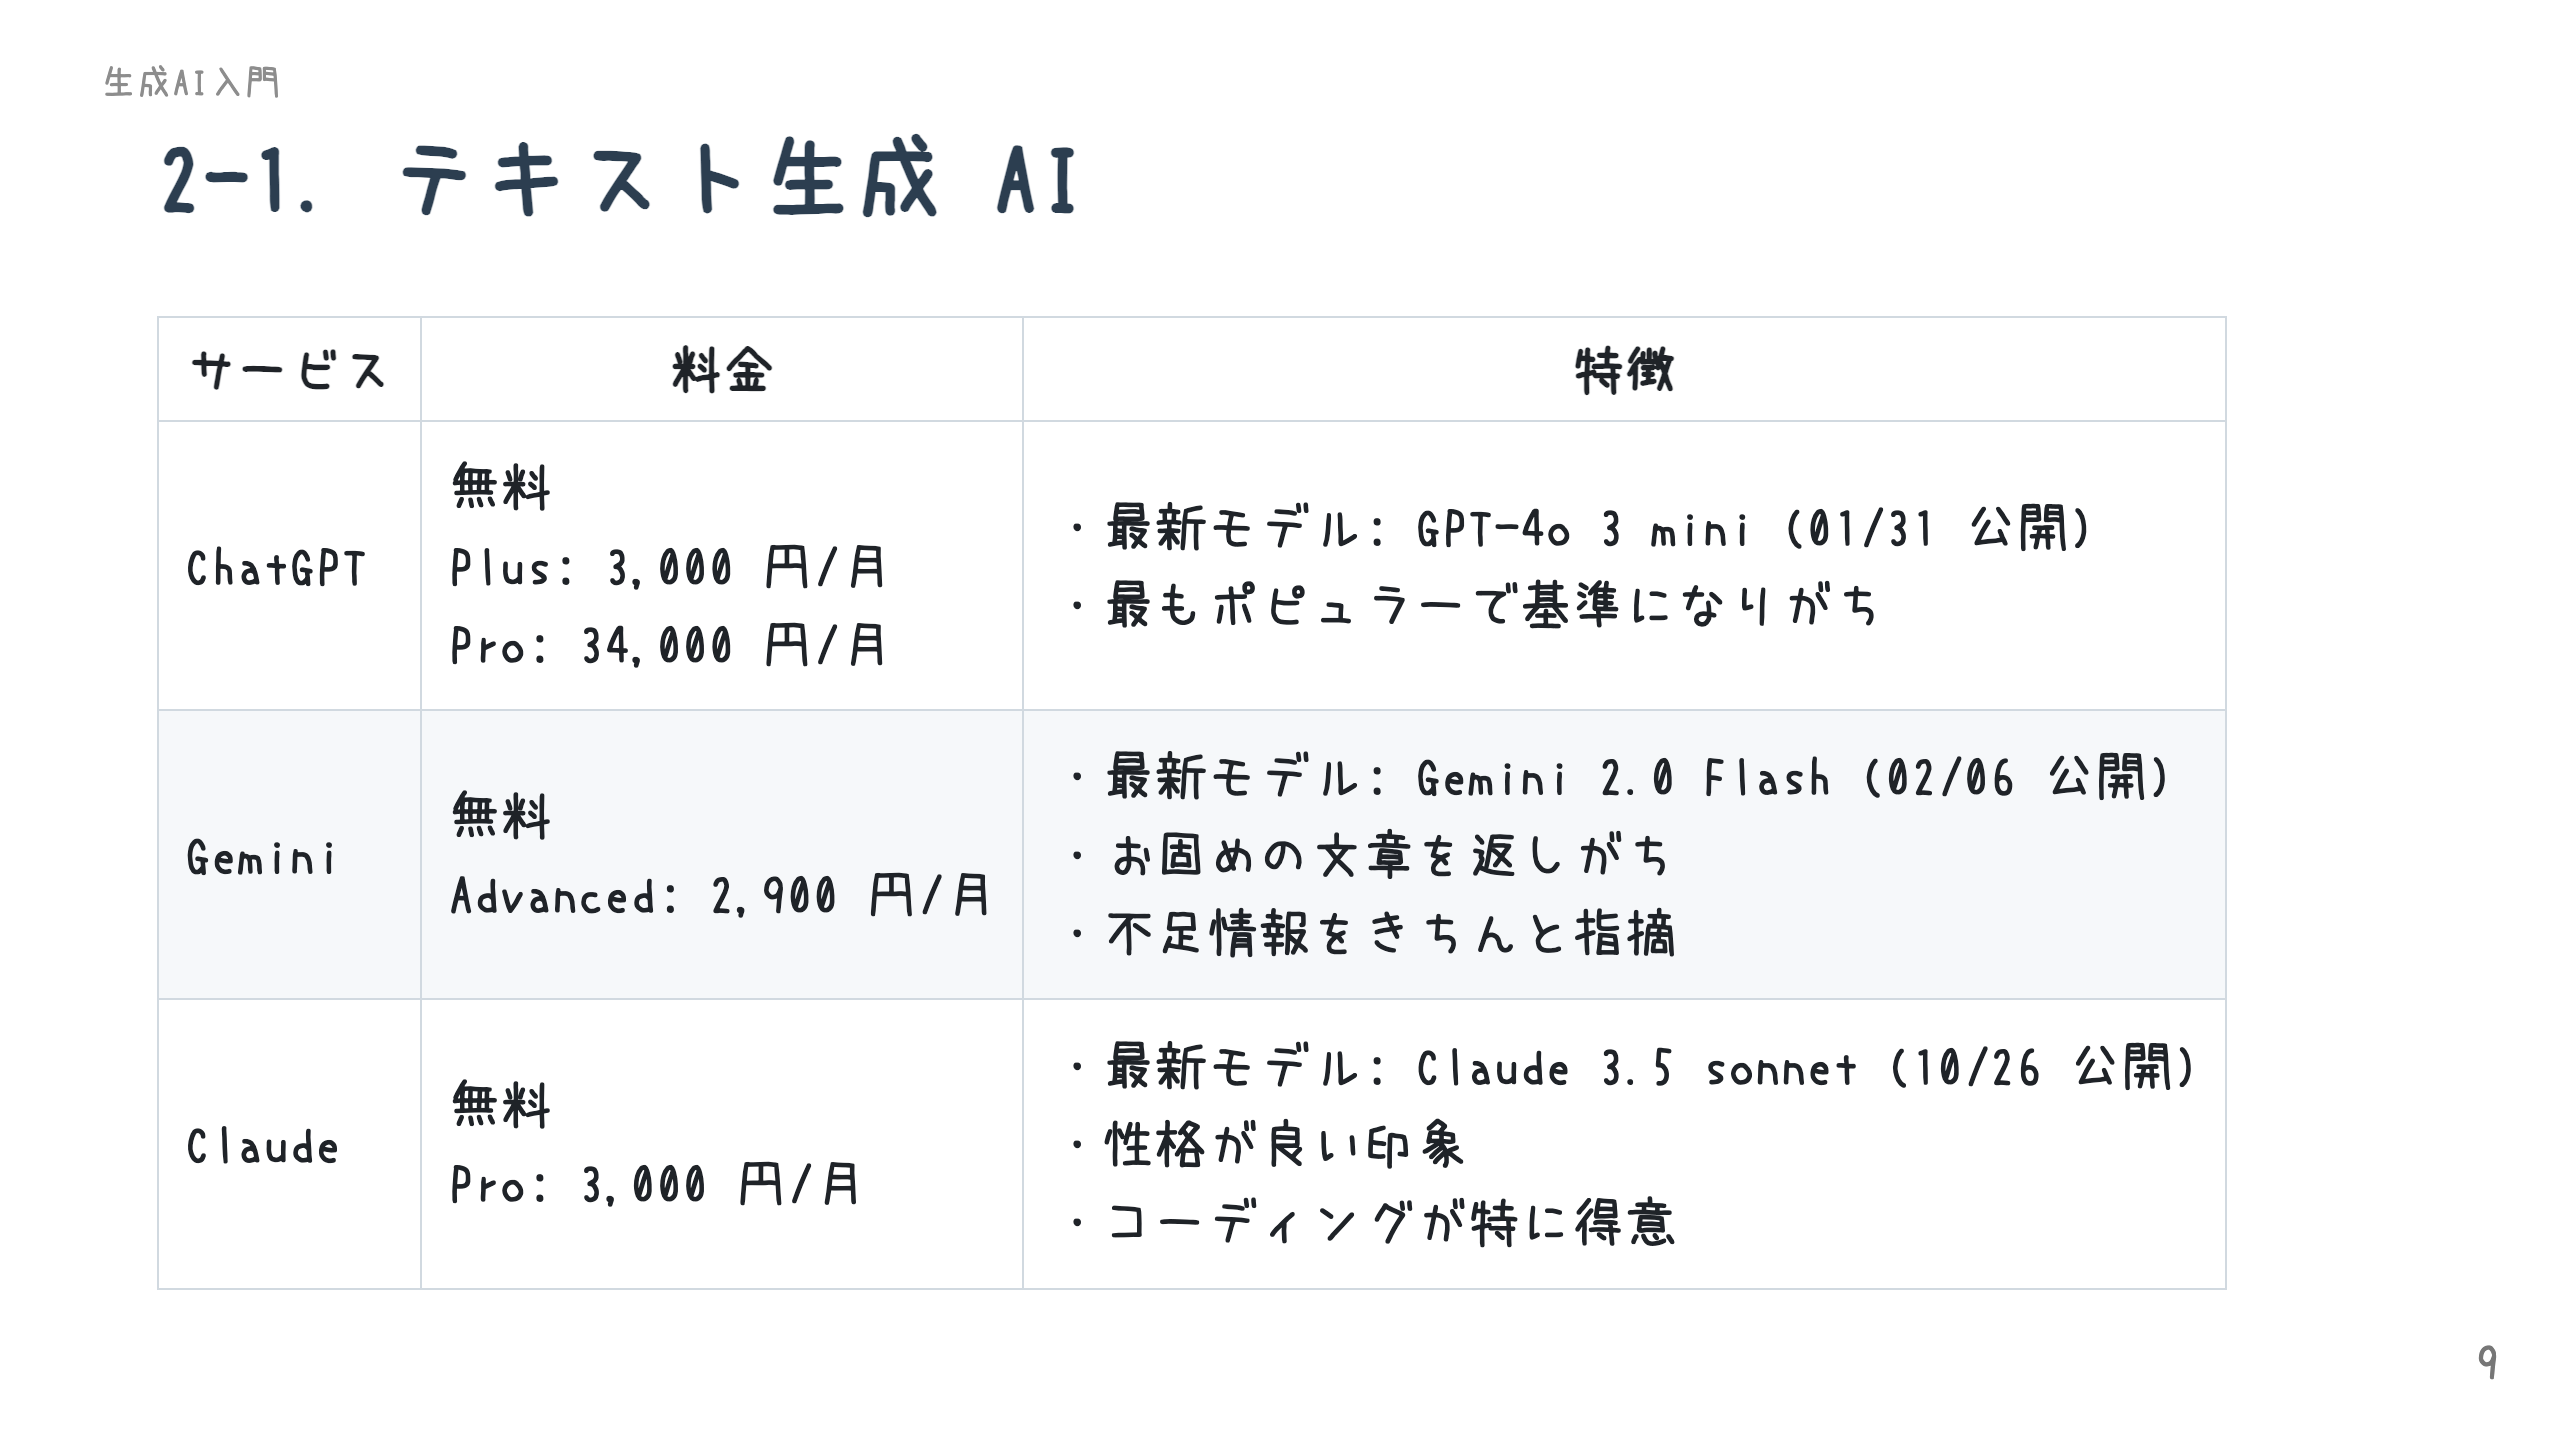 生成AI入門
2-1. テキスト生成 AI
サービス
料金
特徴
ChatGPT
無料
Plus: 3,000 円/月
Pro: 34,000 円/月
・最新モデル: GPT-4o 3 mini (01/31 公開)
・最もポピュラーで基準になりがち
Gemini
無料
Advanced: 2,900 円/月
・最新モデル: Gemini 2.0 Flash (02/06 公開)
・お固めの文章を返しがち
・不足情報をきちんと指摘
Claude
無料
Pro: 3,000 円/月
・最新モデル: Claude 3.5 sonnet (10/26 公開)
・性格が良い印象
・コーディングが特に得意
9